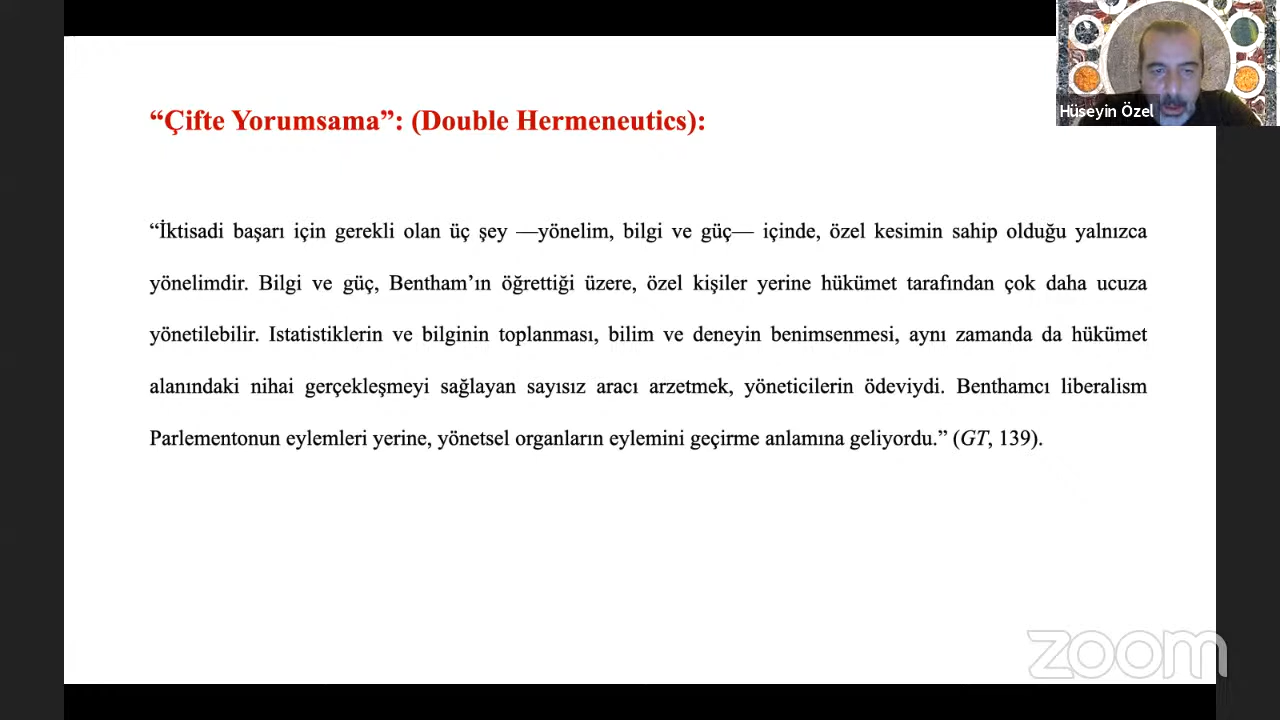 “Çifte Yorumsama”: (Double Hermeneutics):
Hüseyin Özel
“İktisadi başarı için gerekli olan üç şey —yönelim, bilgi ve güç— içinde, özel kesimin sahip olduğu yalnızca
yönelimdir. Bilgi ve güç, Bentham’ın öğrettiği üzere, özel kişiler yerine hükümet tarafından çok daha ucuza
yönetilebilir. Istatistiklerin ve bilginin toplanması, bilim ve deneyin benimsenmesi, aynı zamanda da hükümet
alanındaki nihai gerçekleşmeyi sağlayan sayısız aracı arzetmek, yöneticilerin ödeviydi. Benthamcı liberalism
Parlementonun eylemleri yerine, yönetsel organların eylemini geçirme anlamına geliyordu.” (GT, 139).
zoom